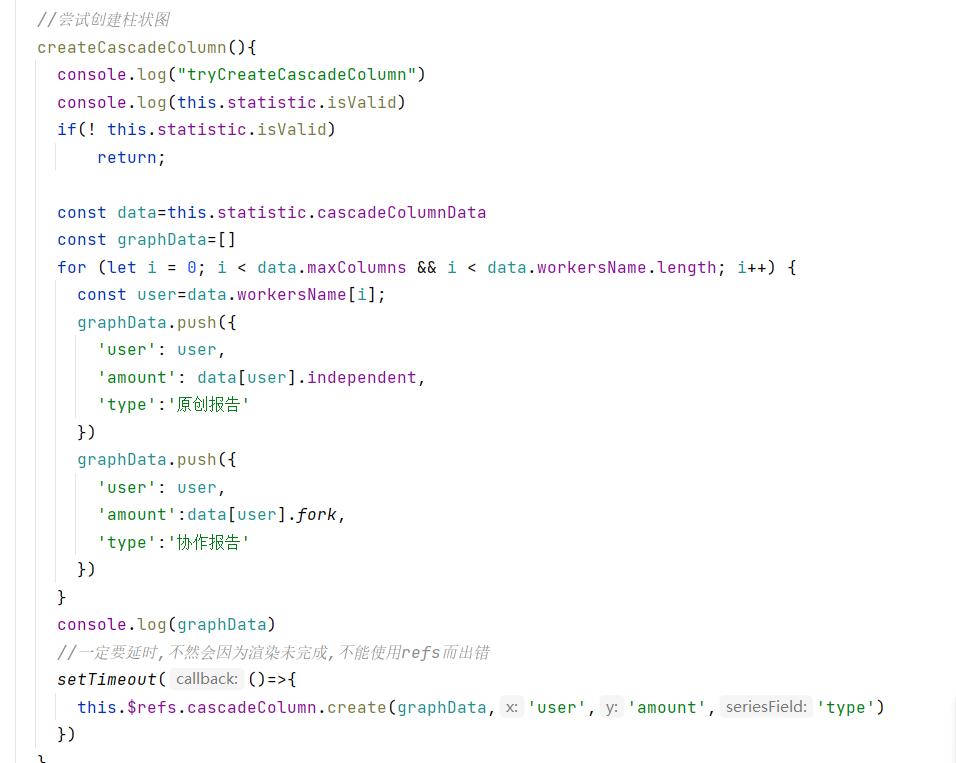 //尝试创建柱状图
createCascadeColumn(){
console.log("tryCreateCascadeColumn")
console.log(this.statistic.isValid)
if(! this.statistic.isValid)
return;
const data=this.statistic.cascadeColumnData
const graphData=[]
for (let i = 0; i < data.maxColumns && i < data.workersName.length; i++) {
const user=data.workersName[i];
graphData.push({
'user': user,
'amount': data[user].independent,
'type':'原创报告'
})
graphData.push({
'user': user,
'amount':data[user].fork,
'type':'协作报告'
})
}
console.log(graphData)
//一定要延时,不然会因为渲染未完成,不能使用refs而出错
setTimeout( callback: ()=>{
this.$refs.cascadeColumn.create(graphData, x: 'user', y: 'amount', seriesField: 'type')
})
}